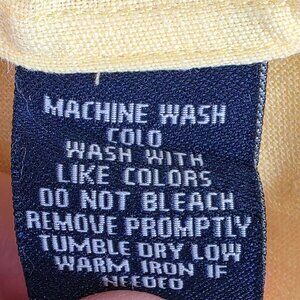 MACHINE WASH
COLD
WASH WITH
LIKE COLORS
DO NOT BLEACH
REMOVE PROMPTLY
TUMBLE DRY LOW
WARM IRON IF
NEEDED